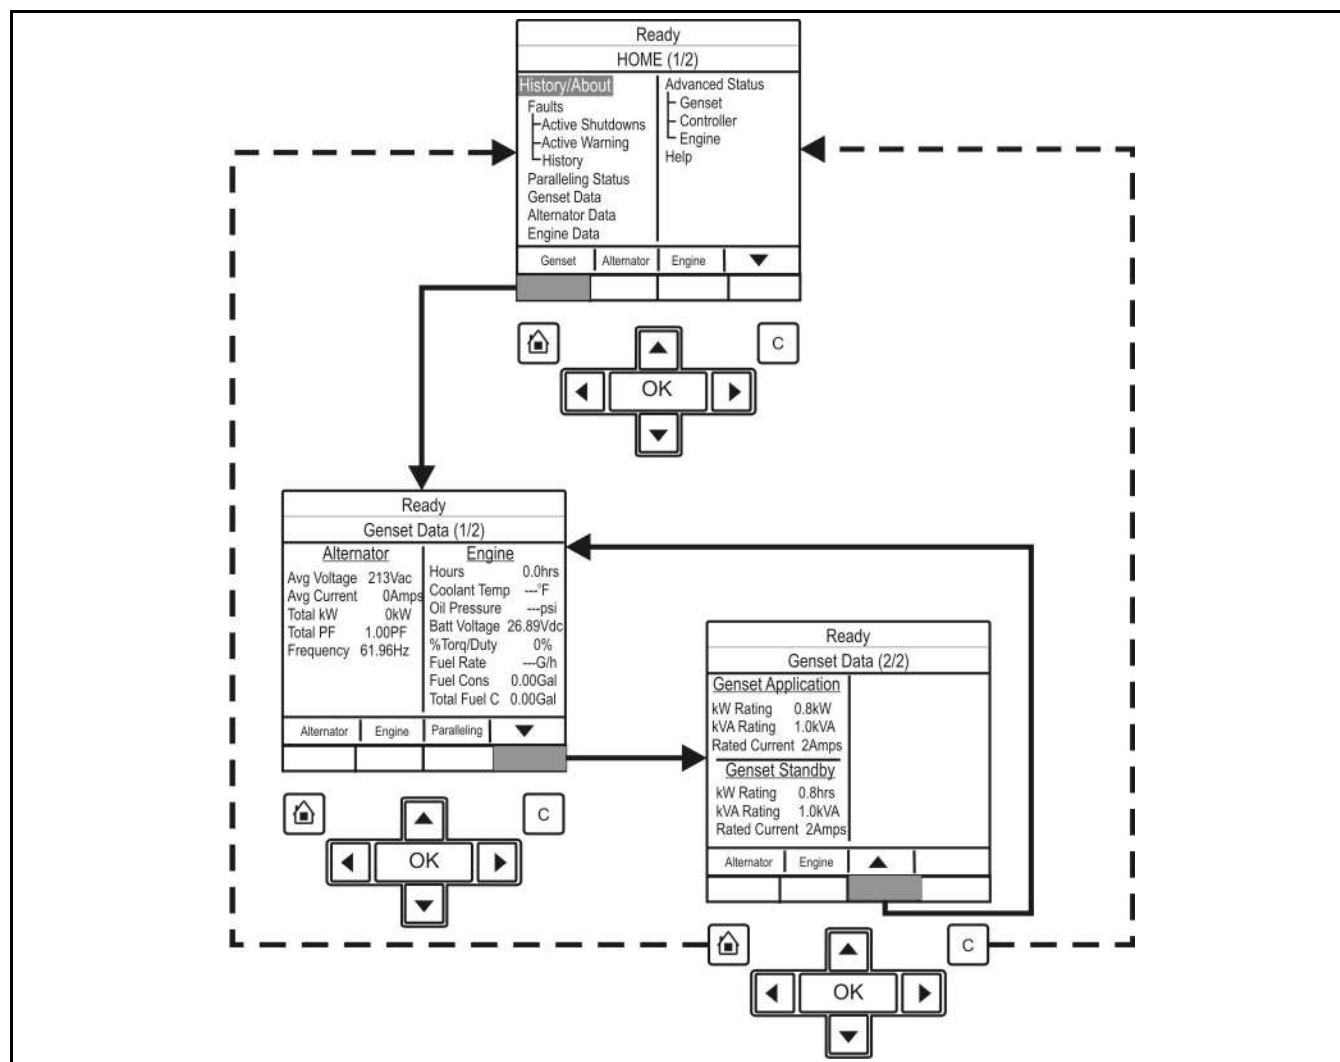 Ready
HOME (1/2)
History/About
Faults
Active Shutdowns
Active Warning
History
Paralleling Status
Genset Data
Alternator Data
Engine Data
Advanced Status
Genset
Controller
Engine
Help
Genset Alternator Engine
C
OK
Ready
Genset Data (1/2)
Alternator
Avg Voltage 213Vac
Avg Current 0Amps
Total kW 0kW
Total PF 1.00PF
Frequency 61.96Hz
Engine
Hours 0.0hrs
Coolant Temp ---°F
Oil Pressure ---psi
Batt Voltage 26.89Vdc
%Torq/Duty 0%
Fuel Rate ---G/h
Fuel Cons 0.00Gal
Total Fuel C 0.00Gal
Alternator Engine Paralleling
C
OK
Ready
Genset Data (2/2)
Genset Application
kW Rating 0.8kW
kVA Rating 1.0kVA
Rated Current 2Amps
Genset Standby
kW Rating 0.8hrs
kVA Rating 1.0kVA
Rated Current 2Amps
Alternator Engine
C
OK